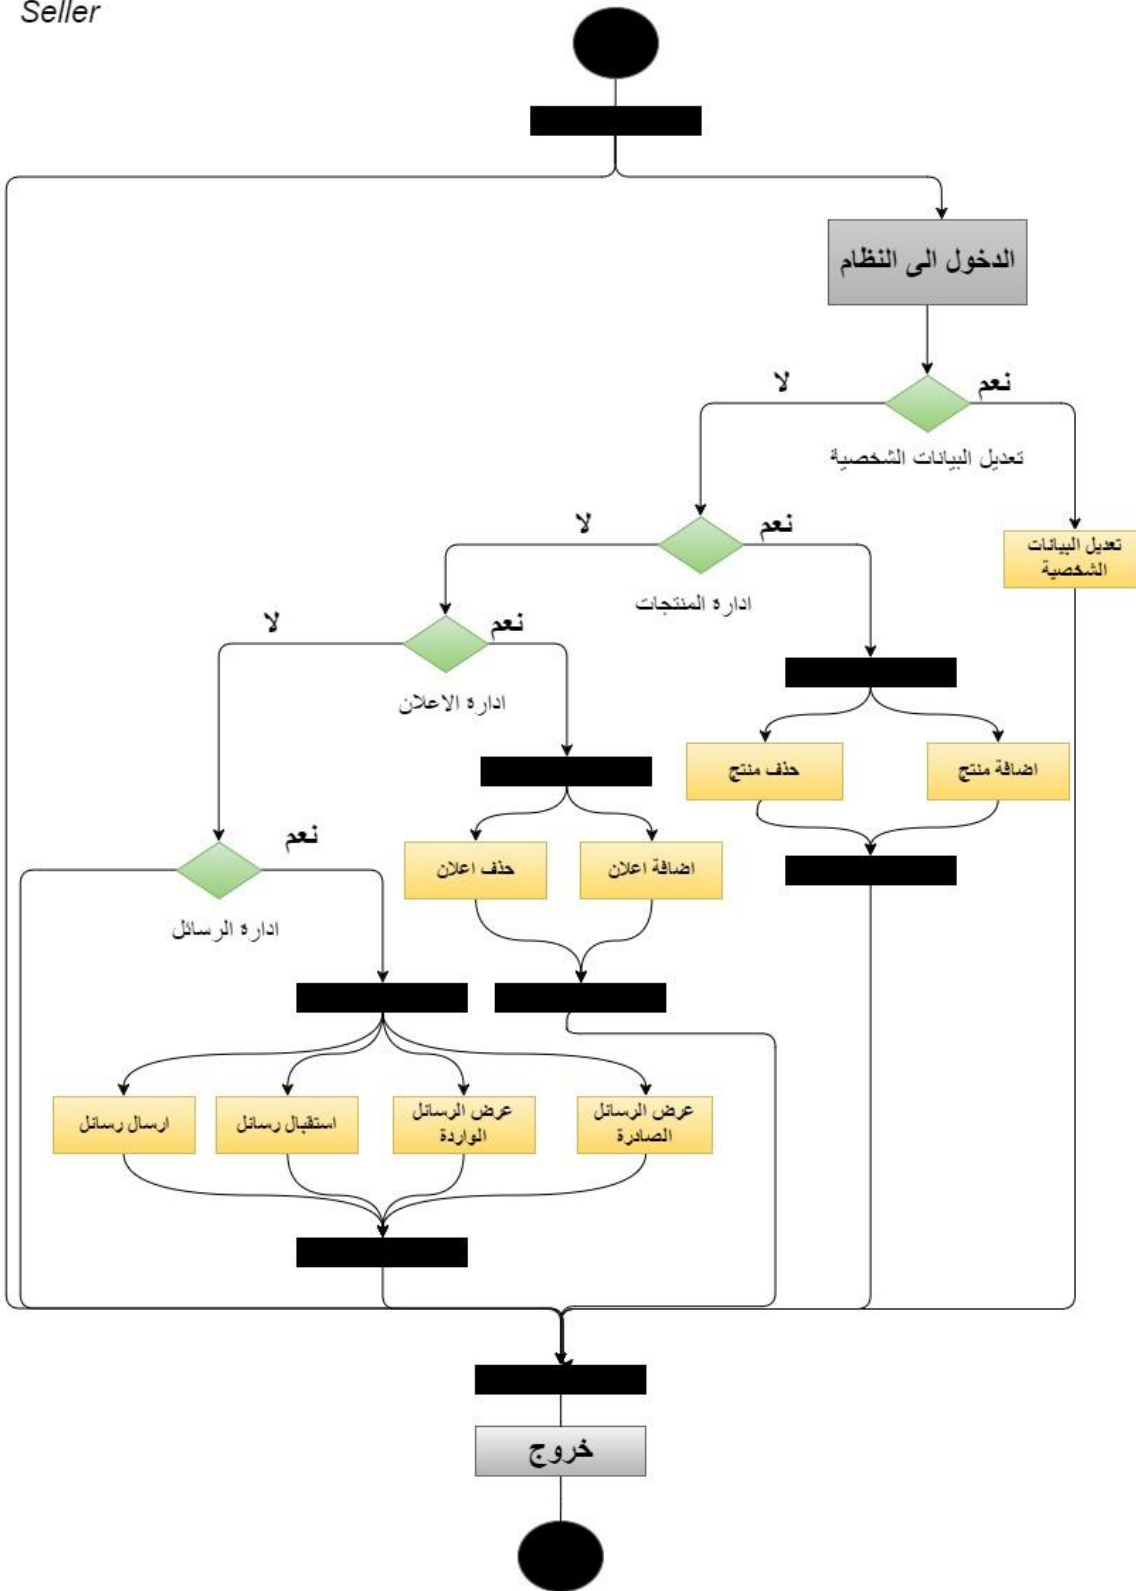 Seller
الدخول الى النظام
نعم
لا
تعديل البيانات الشخصية
نعم
لا
تعديل البيانات
الشخصية
ادارة المنتجات
نعم
لا
ادارة الاعلان
اضافة منتج
حذف منتج
نعم
اضافة اعلان
حذف اعلان
ادارة الرسائل
عرض الرسائل
الصادرة
عرض الرسائل
الواردة
استقبال رسائل
ارسال رسائل
خروج